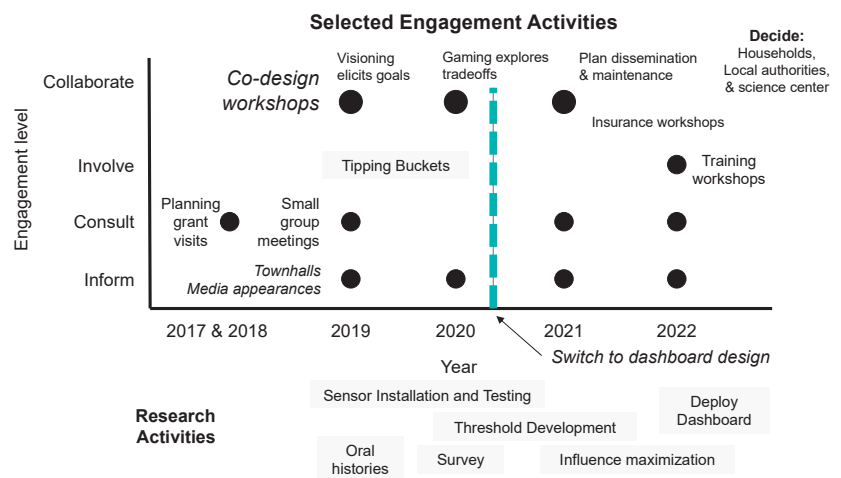 Selected Engagement Activities
Decide:
Households,
Local authorities,
& science center
Engagement level
Collaborate
Co-design
workshops
Visioning
elicits goals
Gaming explores
tradeoffs
Plan dissemination
& maintenance
Insurance workshops
Involve
Tipping Buckets
Training
workshops
Consult
Planning
grant
visits
Small
group
meetings
Inform
Townhalls
Media appearances
2017 & 2018
2019
2020
2021
2022
Year
Switch to dashboard design
Research
Activities
Sensor Installation and Testing
Threshold Development
Deploy
Dashboard
Oral
histories
Survey
Influence maximization